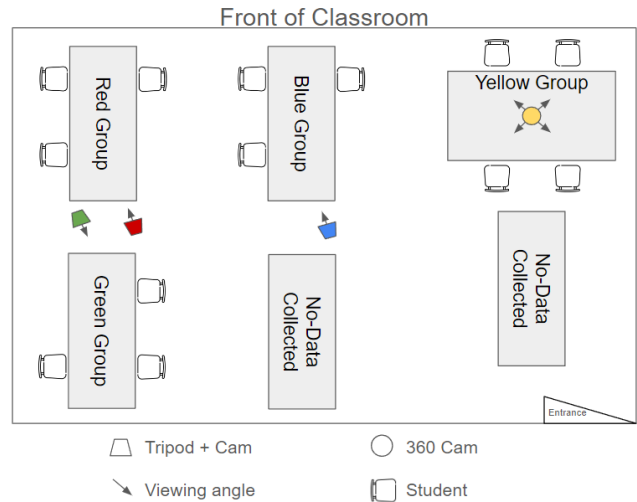 Front of Classroom
Red Group
Blue Group
Yellow Group
Green Group
No-Data
Collected
No-Data
Collected
Entrance
Tripod + Cam
360 Cam
Viewing angle
Student